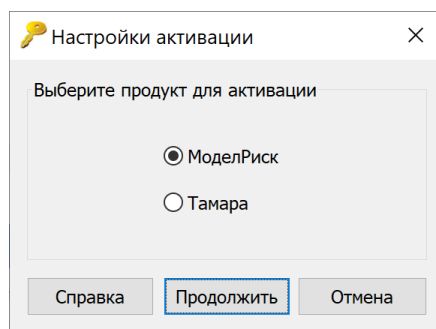 Настройки активации
Выберите продукт для активации
МоделРиск
Тамара
Справка Продолжить Отмена